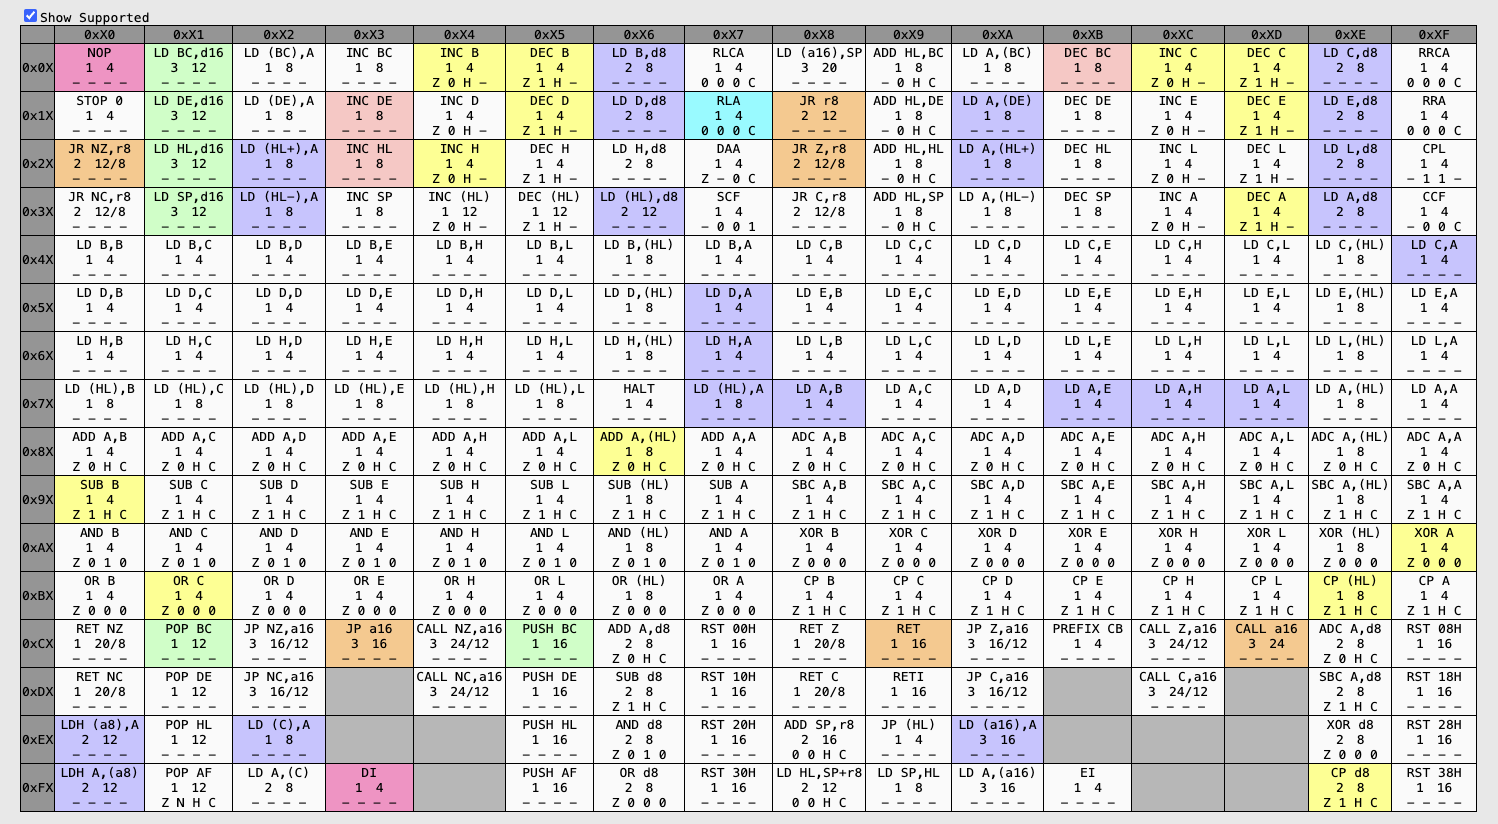 Show Supported
0xX0 0xX1 0xX2 0xX3 0xX4 0xX5 0xX6 0xX7 0xX8 0xX9 0xXA 0xXB 0xXC 0xXD 0xXE 0xXF
NOP LD BC,d16 LD (BC),A INC BC INC B DEC B LD B,d8 RLCA LD (a16),SP ADD HL,BC LD A,(BC) DEC BC INC C DEC C LD C,d8 RRCA
0x0X 1 4 3 12 1 8 1 8 1 4 1 4 2 8 1 4 3 20 1 8 1 8 1 8 1 4 1 4 2 8 1 4
- - - - - - - - - - - - - - - - Z 0 H - Z 1 H - - - - - 0 0 0 C - - - - - 0 H C - - - - - - - - Z 0 H - Z 1 H - - - - - 0 0 0 C
STOP 0 LD DE,d16 LD (DE),A INC DE INC D DEC D LD D,d8 RLA JR r8 ADD HL,DE LD A,(DE) DEC DE INC E DEC E LD E,d8 RRA
0x1X 1 4 3 12 1 8 1 8 1 4 1 4 2 8 1 4 2 12 1 8 1 8 1 8 1 4 1 4 2 8 1 4
- - - - - - - - - - - - - - - - Z 0 H - Z 1 H - - - - - 0 0 0 C - - - - - 0 H C - - - - - - - - Z 0 H - Z 1 H - - - - - 0 0 0 C
JR NZ,r8 LD HL,d16 LD (HL+),A INC HL INC H DEC H LD H,d8 DAA JR Z,r8 ADD HL,HL LD A,(HL+) DEC HL INC L DEC L LD L,d8 CPL
0x2X 2 12/8 3 12 1 8 1 8 1 4 1 4 2 8 1 4 2 12/8 1 8 1 8 1 8 1 4 1 4 2 8 1 4
- - - - - - - - - - - - - - - - Z 0 H - Z 1 H - - - - - Z - 0 C - - - - - 0 H C - - - - - - - - Z 0 H - Z 1 H - - - - - - 1 1 -
JR NC,r8 LD SP,d16 LD (HL-),A INC SP INC (HL) DEC (HL) LD (HL),d8 SCF JR C,r8 ADD HL,SP LD A,(HL-) DEC SP INC A DEC A LD A,d8 CCF
0x3X 2 12/8 3 12 1 8 1 8 1 12 1 12 2 12 1 4 2 12/8 1 8 1 8 1 8 1 4 1 4 2 8 1 4
- - - - - - - - - - - - - - - - Z 0 H - Z 1 H - - - - - - 0 0 1 - - - - - 0 H C - - - - - - - - Z 0 H - Z 1 H - - - - - - 0 0 C
LD B,B LD B,C LD B,D LD B,E LD B,H LD B,L LD B,(HL) LD B,A LD C,B LD C,C LD C,D LD C,E LD C,H LD C,L LD C,(HL) LD C,A
0x4X 1 4 1 4 1 4 1 4 1 4 1 4 1 8 1 4 1 4 1 4 1 4 1 4 1 4 1 4 1 8 1 4
- - - - - - - - - - - - - - - - - - - - - - - - - - - - - - - - - - - - - - - - - - - - - - - - - - - - - - - - - - - - - - - -
LD D,B LD D,C LD D,D LD D,E LD D,H LD D,L LD D,(HL) LD D,A LD E,B LD E,C LD E,D LD E,E LD E,H LD E,L LD E,(HL) LD E,A
0x5X 1 4 1 4 1 4 1 4 1 4 1 4 1 8 1 4 1 4 1 4 1 4 1 4 1 4 1 4 1 8 1 4
- - - - - - - - - - - - - - - - - - - - - - - - - - - - - - - - - - - - - - - - - - - - - - - - - - - - - - - - - - - - - - - -
LD H,B LD H,C LD H,D LD H,E LD H,H LD H,L LD H,(HL) LD H,A LD L,B LD L,C LD L,D LD L,E LD L,H LD L,L LD L,(HL) LD L,A
0x6X 1 4 1 4 1 4 1 4 1 4 1 4 1 8 1 4 1 4 1 4 1 4 1 4 1 4 1 4 1 8 1 4
- - - - - - - - - - - - - - - - - - - - - - - - - - - - - - - - - - - - - - - - - - - - - - - - - - - - - - - - - - - - - - - -
LD (HL),B LD (HL),C LD (HL),D LD (HL),E LD (HL),H LD (HL),L HALT LD (HL),A LD A,B LD A,C LD A,D LD A,E LD A,H LD A,L LD A,(HL) LD A,A
0x7X 1 8 1 8 1 8 1 8 1 8 1 8 1 4 1 8 1 4 1 4 1 4 1 4 1 4 1 4 1 8 1 4
- - - - - - - - - - - - - - - - - - - - - - - - - - - - - - - - - - - - - - - - - - - - - - - - - - - - - - - - - - - - - - - -
ADD A,B ADD A,C ADD A,D ADD A,E ADD A,H ADD A,L ADD A,(HL) ADD A,A ADC A,B ADC A,C ADC A,D ADC A,E ADC A,H ADC A,L ADC A,(HL) ADC A,A
0x8X 1 4 1 4 1 4 1 4 1 4 1 4 1 8 1 4 1 4 1 4 1 4 1 4 1 4 1 4 1 8 1 4
Z 0 H C Z 0 H C Z 0 H C Z 0 H C Z 0 H C Z 0 H C Z 0 H C Z 0 H C Z 0 H C Z 0 H C Z 0 H C Z 0 H C Z 0 H C Z 0 H C Z 0 H C Z 0 H C
SUB B SUB C SUB D SUB E SUB H SUB L SUB (HL) SUB A SBC A,B SBC A,C SBC A,D SBC A,E SBC A,H SBC A,L SBC A,(HL) SBC A,A
0x9X 1 4 1 4 1 4 1 4 1 4 1 4 1 8 1 4 1 4 1 4 1 4 1 4 1 4 1 4 1 8 1 4
Z 1 H C Z 1 H C Z 1 H C Z 1 H C Z 1 H C Z 1 H C Z 1 H C Z 1 H C Z 1 H C Z 1 H C Z 1 H C Z 1 H C Z 1 H C Z 1 H C Z 1 H C Z 1 H C
AND B AND C AND D AND E AND H AND L AND (HL) AND A XOR B XOR C XOR D XOR E XOR H XOR L XOR (HL) XOR A
0xAX 1 4 1 4 1 4 1 4 1 4 1 4 1 8 1 4 1 4 1 4 1 4 1 4 1 4 1 4 1 8 1 4
Z 0 1 0 Z 0 1 0 Z 0 1 0 Z 0 1 0 Z 0 1 0 Z 0 1 0 Z 0 1 0 Z 0 1 0 Z 0 0 0 Z 0 0 0 Z 0 0 0 Z 0 0 0 Z 0 0 0 Z 0 0 0 Z 0 0 0 Z 0 0 0
OR B OR C OR D OR E OR H OR L OR (HL) OR A CP B CP C CP D CP E CP H CP L CP (HL) CP A
0xBX 1 4 1 4 1 4 1 4 1 4 1 4 1 8 1 4 1 4 1 4 1 4 1 4 1 4 1 4 1 8 1 4
Z 0 0 0 Z 0 0 0 Z 0 0 0 Z 0 0 0 Z 0 0 0 Z 0 0 0 Z 0 0 0 Z 0 0 0 Z 1 H C Z 1 H C Z 1 H C Z 1 H C Z 1 H C Z 1 H C Z 1 H C Z 1 H C
RET NZ POP BC JP NZ,a16 JP a16 CALL NZ,a16 PUSH BC ADD A,d8 RST 00H RET Z RET JP Z,a16 PREFIX CB CALL Z,a16 CALL a16 ADC A,d8 RST 08H
0xCX 1 20/8 1 12 3 16/12 3 16 3 24/12 1 16 2 8 1 16 1 20/8 1 16 3 16/12 1 4 3 24/12 3 24 2 8 1 16
- - - - - - - - - - - - - - - - - - - - - - - - Z 0 H C - - - - - - - - - - - - - - - - - - - - - - - - - - - - Z 0 H C - - - -
RET NC POP DE JP NC,a16 CALL NC,a16 PUSH DE SUB d8 RST 10H RET C RETI JP C,a16 CALL C,a16 SBC A,d8 RST 18H
0xDX 1 20/8 1 12 3 16/12 3 24/12 1 16 2 8 1 16 1 20/8 1 16 3 16/12 3 24/12 2 8 1 16
- - - - - - - - - - - - - - - - - - - - Z 1 H C - - - - - - - - - - - - - - - - - - - - Z 1 H C - - - -
LDH (a8),A POP HL LD (C),A PUSH HL AND d8 RST 20H ADD SP,r8 JP (HL) LD (a16),A XOR d8 RST 28H
0xEX 2 12 1 12 1 8 1 16 2 8 1 16 2 16 1 4 3 16 2 8 1 16
- - - - - - - - - - - - - - - - Z 0 1 0 - - - - 0 0 H C - - - - - - - - Z 0 0 0 - - - -
LDH A,(a8) POP AF LD A,(C) DI PUSH AF OR d8 RST 30H LD HL,SP+r8 LD SP,HL LD A,(a16) EI CP d8 RST 38H
0xFX 2 12 1 12 2 8 1 4 1 16 2 8 1 16 2 12 1 8 3 16 1 4 2 8 1 16
- - - - Z N H C - - - - - - - - - - - - Z 0 0 0 - - - - 0 0 H C - - - - - - - - - - - - Z 1 H C - - - -